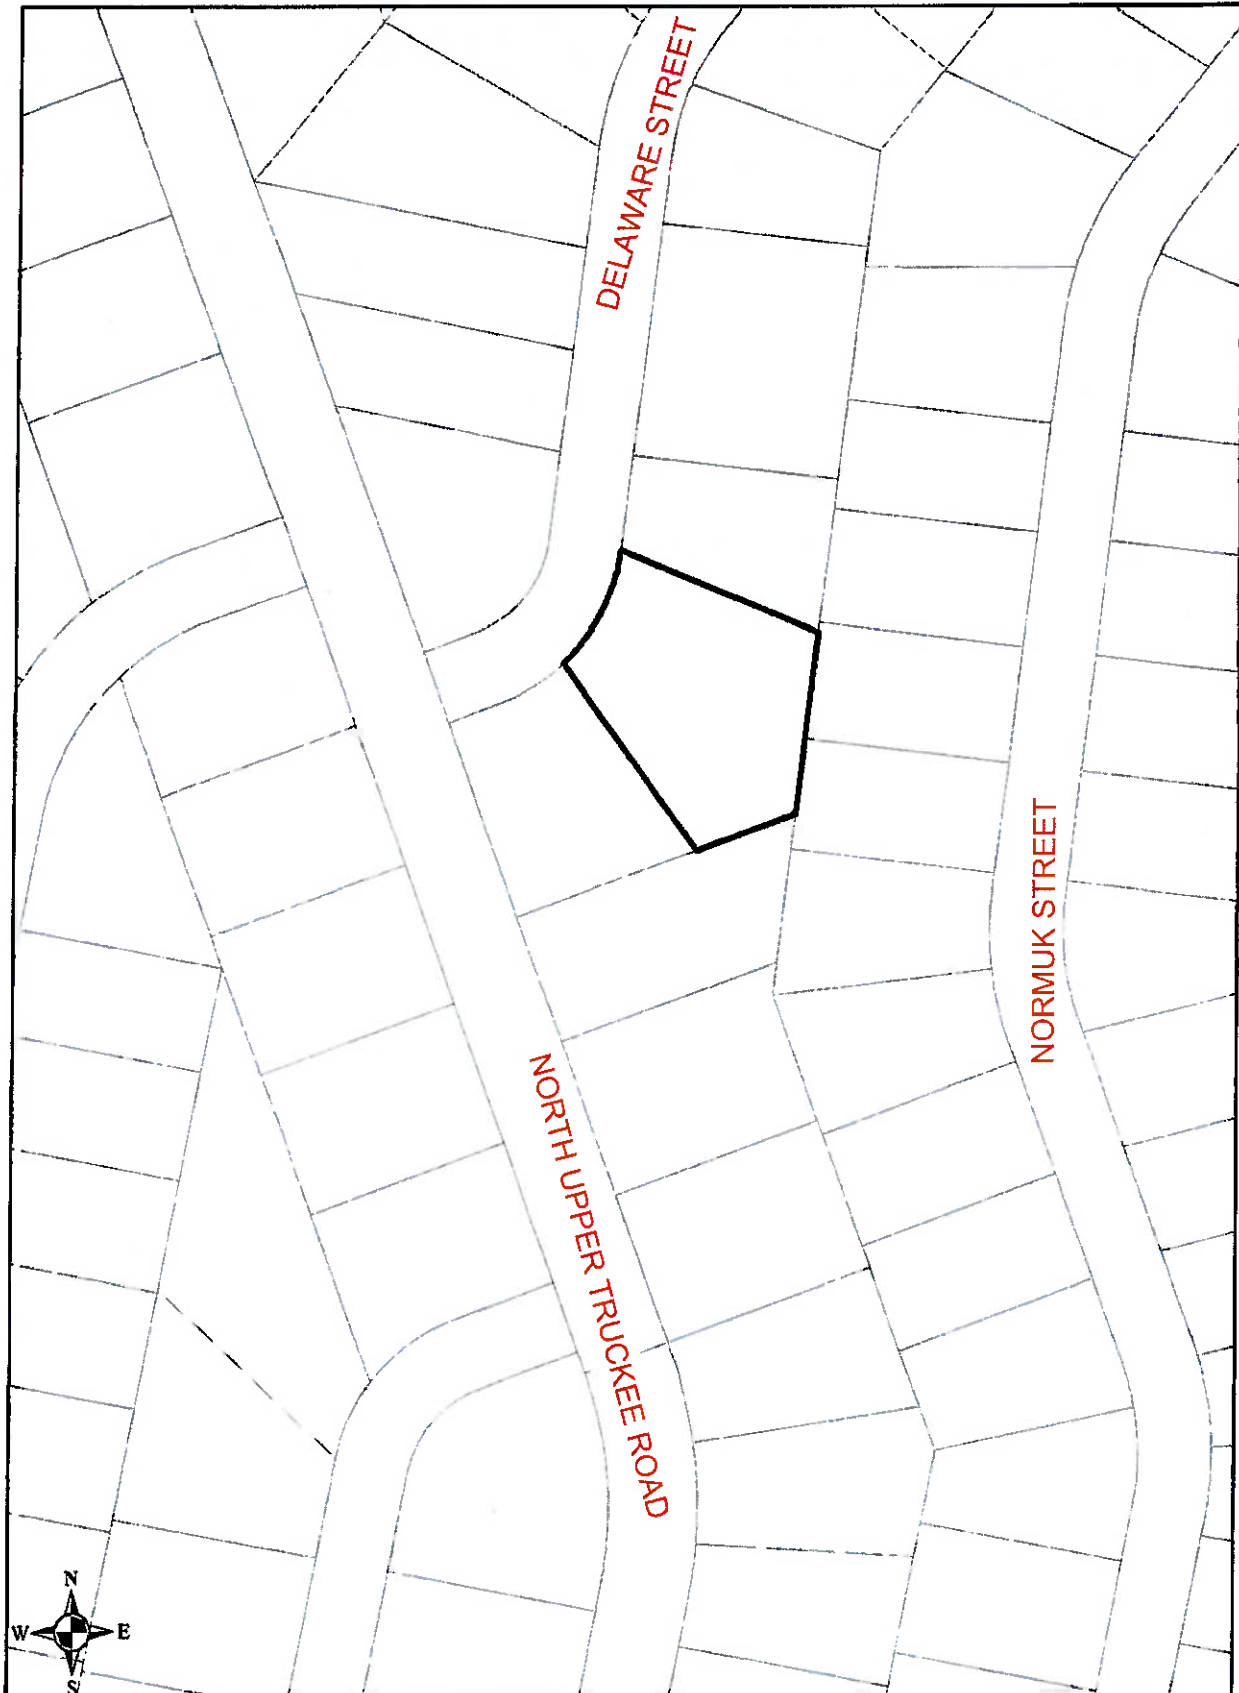 DELAWARE STREET
NORMUK STREET
NORTH UPPER TRUCKEE ROAD
N
W E
S